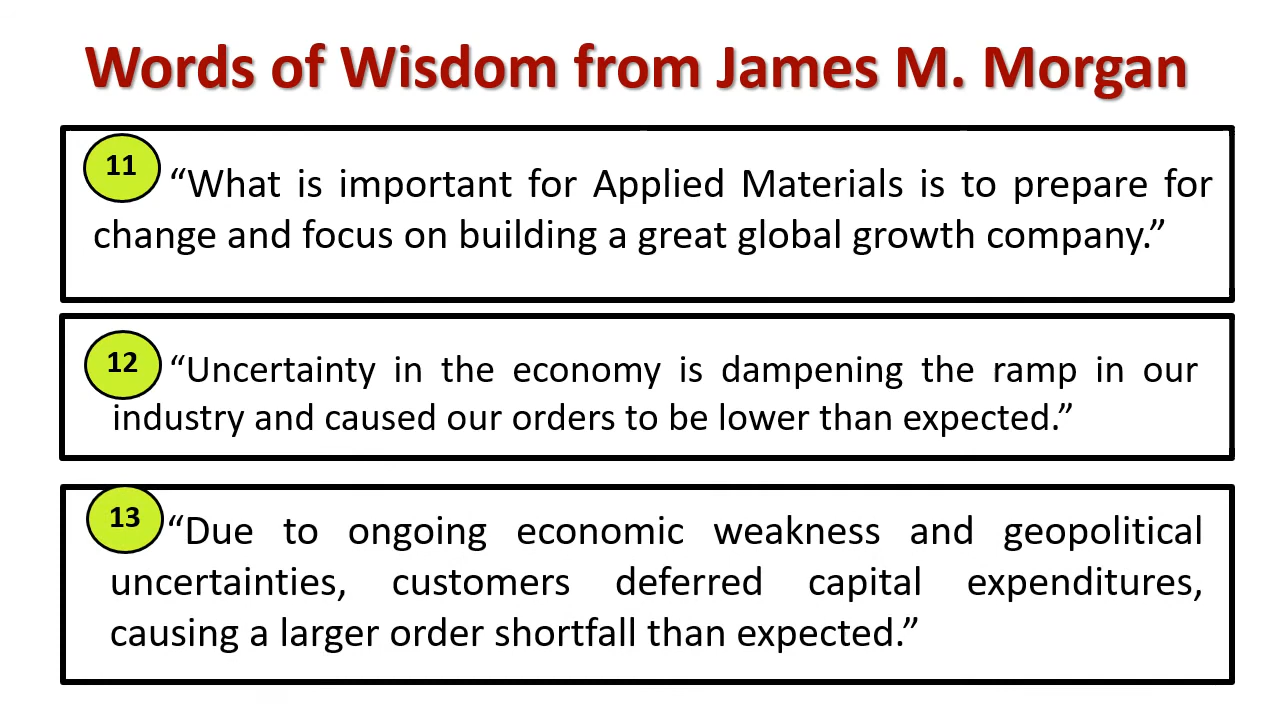 Words of Wisdom from James M. Morgan
11
“What is important for Applied Materials is to prepare for
change and focus on building a great global growth company.”
12
“Uncertainty in the economy is dampening the ramp in our
industry and caused our orders to be lower than expected.”
13
“Due to ongoing economic weakness and geopolitical
uncertainties, customers deferred capital expenditures,
causing a larger order shortfall than expected.”